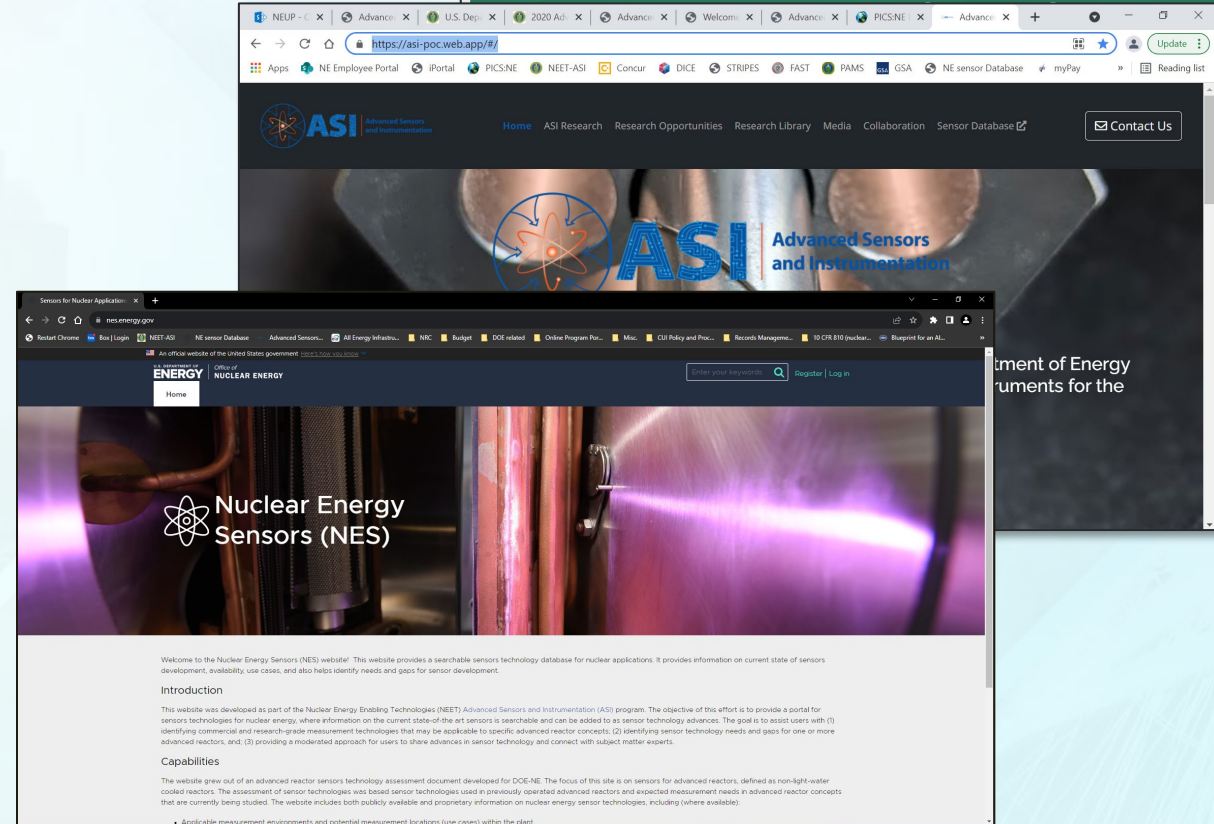 NEUP - C
Advance
U.S. Depa
2020 Adv
Advance
Welcome
Advance
PICS:NE
Advance
https://asi-poc.web.app/#/
Update
Apps NE Employee Portal iPortal PICS:NE NEET-ASI Concur DICE STRIPES FAST PAMS GSA GSA NE sensor Database myPay » Reading list
ASI Advanced Sensors and Instrumentation
Home ASI Research Research Opportunities Research Library Media Collaboration Sensor Database Contact Us
ASI Advanced Sensors
and Instrumentation
tment of Energy
ruments for the
Sensors for Nuclear Application
nes.energy.gov
Restart Chrome Box | Login NEET-ASI NE sensor Database Advanced Sensors... All Energy Infrastru... NRC Budget DOE related Online Program Por... Misc. CUI Policy and Proc... Records Manageme... 10 CFR 810 (nuclear... Blueprint for an AI... »
An official website of the United States government Here's how you know
U.S. DEPARTMENT OF
ENERGY Office of
NUCLEAR ENERGY
Enter your keywords Register | Log in
Home
Nuclear Energy
Sensors (NES)
Welcome to the Nuclear Energy Sensors (NES) website! This website provides a searchable sensors technology database for nuclear applications. It provides information on current state of sensors
development, availability, use cases, and also helps identify needs and gaps for sensor development.
Introduction
This website was developed as part of the Nuclear Energy Enabling Technologies (NEET) Advanced Sensors and Instrumentation (ASI) program. The objective of this effort is to provide a portal for
sensors technologies for nuclear energy, where information on the current state-of-the art sensors is searchable and can be added to as sensor technology advances. The goal is to assist users with (1)
identifying commercial and research-grade measurement technologies that may be applicable to specific advanced reactor concepts; (2) identifying sensor technology needs and gaps for one or more
advanced reactors, and; (3) providing a moderated approach for users to share advances in sensor technology and connect with subject matter experts.
Capabilities
The website grew out of an advanced reactor sensors technology assessment document developed for DOE-NE. The focus of this site is on sensors for advanced reactors, defined as non-light-water
cooled reactors. The assessment of sensor technologies was based sensor technologies used in previously operated advanced reactors and expected measurement needs in advanced reactor concepts
that are currently being studied. The website includes both publicly available and proprietary information on nuclear energy sensor technologies, including (where available):
• Applicable measurement environments and potential measurement locations (use cases) within the plant